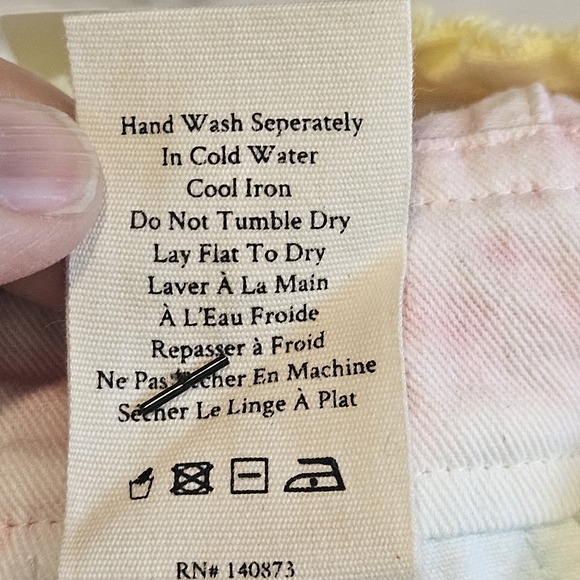 Hand Wash Seperately
In Cold Water
Cool Iron
Do Not Tumble Dry
Lay Flat To Dry
Laver À La Main
À L'Eau Froide
Repasser à Froid
Ne Pas Sécher En Machine
Sécher Le Linge À Plat
RN# 140873